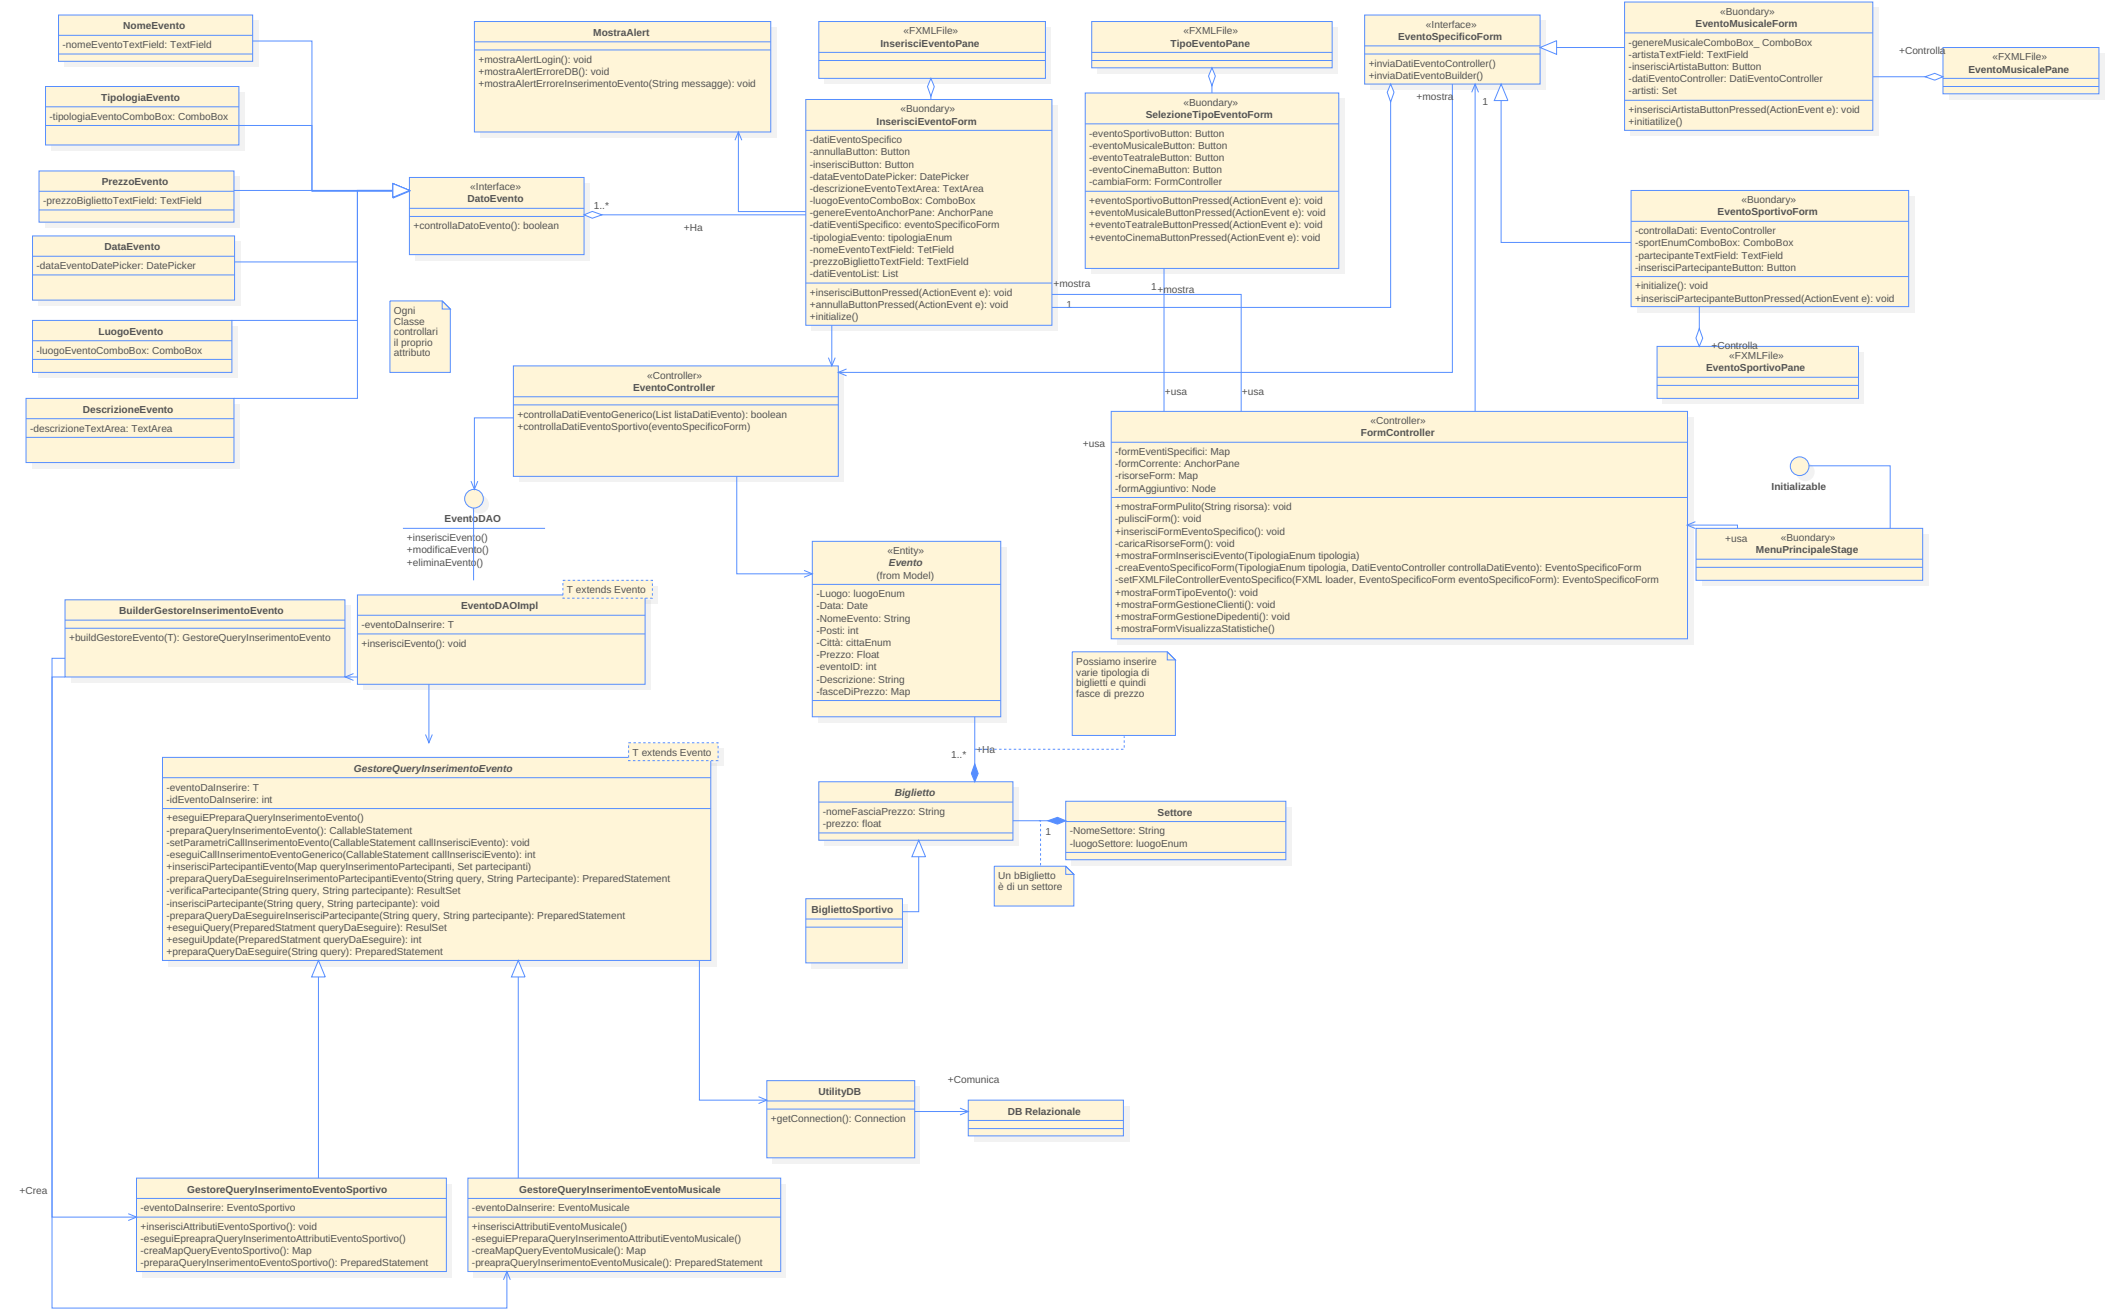 NomeEvento
-nomeEventoTextField: TextField
TipologiaEvento
-tipologiaEventoComboBox: ComboBox
PrezzoEvento
-prezzoBigliettoTextField: TextField
DataEvento
-dataEventoDatePicker: DatePicker
LuogoEvento
-luogoEventoComboBox: ComboBox
DescrizioneEvento
-descrizioneTextArea: TextArea
MostraAlert
+mostraAlertLogin(): void
+mostraAlertErroreDB(): void
+mostraAlertErroreInserimentoEvento(String messagge): void
«Interface»
DatoEvento
+controllaDatoEvento(): boolean
1..*
+Ha
Ogni
Classe
controllari
il proprio
attributo
«FXMLFile»
InserisciEventoPane
«Buondary»
InserisciEventoForm
-datiEventoSpecifico
-annullaButton: Button
-inserisciButton: Button
-dataEventoDatePicker: DatePicker
-descrizioneEventoTextArea: TextArea
-luogoEventoComboBox: ComboBox
-genereEventoAnchorPane: AnchorPane
-datiEventiSpecifico: eventoSpecificoForm
-tipologiaEvento: tipologiaEnum
-nomeEventoTextField: TetField
-prezzoBigliettoTextField: TextField
-datiEventoList: List
+inserisciButtonPressed(ActionEvent e): void
+annullaButtonPressed(ActionEvent e): void
+initialize()
«FXMLFile»
TipoEventoPane
«Buondary»
SelezioneTipoEventoForm
-eventoSportivoButton: Button
-eventoMusicaleButton: Button
-eventoTeatraleButton: Button
-eventoCinemaButton: Button
-cambiaForm: FormController
+eventoSportivoButtonPressed(ActionEvent e): void
+eventoMusicaleButtonPressed(ActionEvent e): void
+eventoTeatraleButtonPressed(ActionEvent e): void
+eventoCinemaButtonPressed(ActionEvent e): void
+mostra
1
+mostra
1
«Interface»
EventoSpecificoForm
+inviaDatiEventoController()
+inviaDatiEventoBuilder()
+mostra
1
«Buondary»
EventoMusicaleForm
-genereMusicaleComboBox_ ComboBox
-artistaTextField: TextField
-inserisciArtistaButton: Button
-datiEventoController: DatiEventoController
-artisti: Set
+inserisciArtistaButtonPressed(ActionEvent e): void
+initiatilize()
+Controlla
«FXMLFile»
EventoMusicalePane
«Buondary»
EventoSportivoForm
-controllaDati: EventoController
-sportEnumComboBox: ComboBox
-partecipanteTextField: TextField
-inserisciPartecipanteButton: Button
+initialize(): void
+inserisciPartecipanteButtonPressed(ActionEvent e): void
+Controlla
«FXMLFile»
EventoSportivoPane
«Controller»
EventoController
+controllaDatiEventoGenerico(List listaDatiEvento): boolean
+controllaDatiEventoSportivo(eventoSpecificoForm)
+usa
+usa
+usa
«Controller»
FormController
-formEventiSpecifici: Map
-formCorrente: AnchorPane
-risorseForm: Map
-formAggiuntivo: Node
+mostraFormPulito(String risorsa): void
-pulisciForm(): void
+inserisciFormEventoSpecifico(): void
-caricaRisorseForm(): void
+mostraFormInserisciEvento(TipologiaEnum tipologia)
-creaEventoSpecificoForm(TipologiaEnum tipologia, DatiEventoController controllaDatiEvento): EventoSpecificoForm
-setFXMLFileControllerEventoSpecifico(FXML loader, EventoSpecificoForm eventoSpecificoForm): EventoSpecificoForm
+mostraFormTipoEvento(): void
+mostraFormGestioneClienti(): void
+mostraFormGestioneDipedenti(): void
+mostraFormVisualizzaStatistiche()
Initializable
+usa
«Buondary»
MenuPrincipaleStage
EventoDAO
+inserisciEvento()
+modificaEvento()
+eliminaEvento()
«Entity»
Evento
(from Model)
-Luogo: luogoEnum
-Data: Date
-NomeEvento: String
-Posti: int
-Città: cittaEnum
-Prezzo: Float
-eventoID: int
-Descrizione: String
-fasceDiPrezzo: Map
BuilderGestoreInserimentoEvento
+buildGestoreEvento(T): GestoreQueryInserimentoEvento
T extends Evento
EventoDAOImpl
-eventoDaInserire: T
+inserisciEvento(): void
Possiamo inserire
varie tipologia di
biglietti e quindi
fasce di prezzo
1..*
+Ha
T extends Evento
GestoreQueryInserimentoEvento
-eventoDaInserire: T
-idEventoDaInserire: int
+eseguiEPreparaQueryInserimentoEvento()
-preparaQueryInserimentoEvento(): CallableStatement
-setParametriCallInserimentoEvento(CallableStatement callInserisciEvento): void
-eseguiCallInserimentoEventoGenerico(CallableStatement callInserisciEvento): int
+inserisciPartecipantiEvento(Map queryInserimentoPartecipanti, Set partecipanti)
-preparaQueryDaEseguireInserimentoPartecipantiEvento(String query, String Partecipante): PreparedStatement
-verificaPartecipante(String query, String partecipante): ResultSet
-inserisciPartecipante(String query, String partecipante): void
-preparaQueryDaEseguireInserisciPartecipante(String query, String partecipante): PreparedStatement
+eseguiQuery(PreparedStatment queryDaEseguire): ResulSet
+eseguiUpdate(PreparedStatment queryDaEseguire): int
+preparaQueryDaEseguire(String query): PreparedStatement
Biglietto
-nomeFasciaPrezzo: String
-prezzo: float
1
Settore
-NomeSettore: String
-luogoSettore: luogoEnum
Un bBiglietto
è di un settore
BigliettoSportivo
UtilityDB
+getConnection(): Connection
+Comunica
DB Relazionale
+Crea
GestoreQueryInserimentoEventoSportivo
-eventoDaInserire: EventoSportivo
+inserisciAttributiEventoSportivo(): void
-eseguiEpreapraQueryInserimentoAttributiEventoSportivo()
-creaMapQueryEventoSportivo(): Map
-preparaQueryInserimentoEventoSportivo(): PreparedStatement
GestoreQueryInserimentoEventoMusicale
-eventoDaInserire: EventoMusicale
+inserisciAttributiEventoMusicale()
-eseguiEPreparaQueryInserimentoAttributiEventoMusicale()
-creaMapQueryEventoMusicale(): Map
-preapraQueryInserimentoEventoMusicale(): PreparedStatement